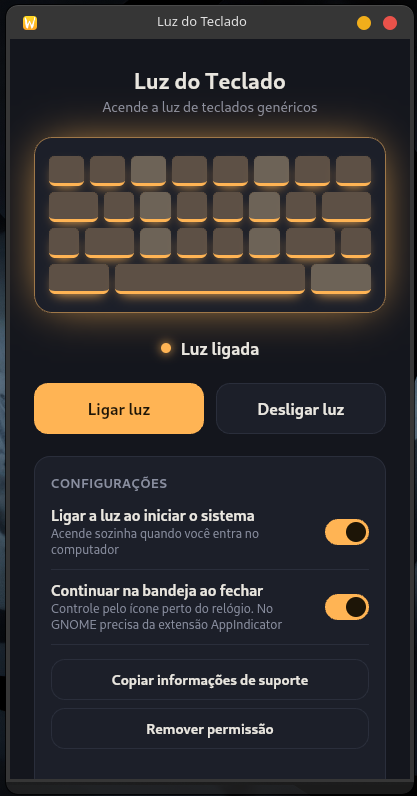 Luz do Teclado
Luz do Teclado
Acende a luz de teclados genéricos
Luz ligada
Ligar luz
Desligar luz
CONFIGURAÇÕES
Ligar a luz ao iniciar o sistema
Acende sozinha quando você entra no
computador
Continuar na bandeja ao fechar
Controle pelo ícone perto do relógio. No
GNOME precisa da extensão AppIndicator
Copiar informações de suporte
Remover permissão